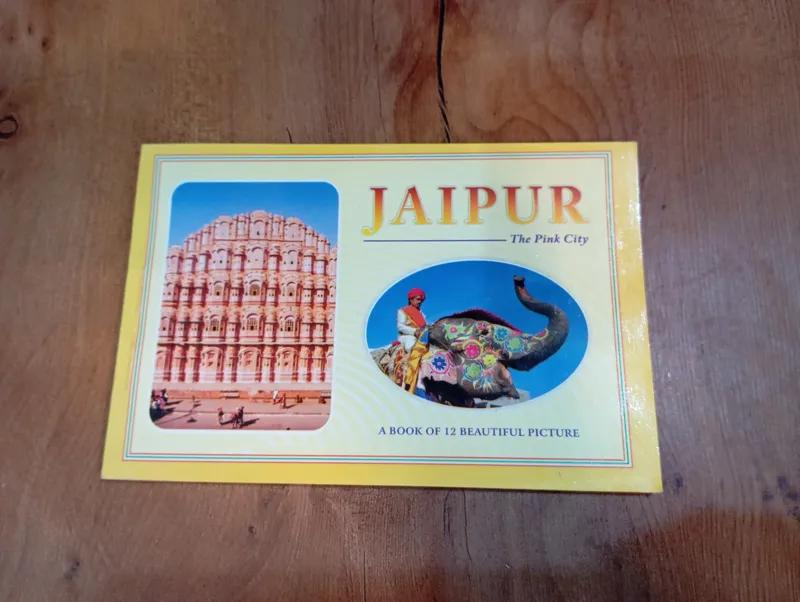 JAIPUR
The Pink City
A BOOK OF 12 BEAUTIFUL PICTURE